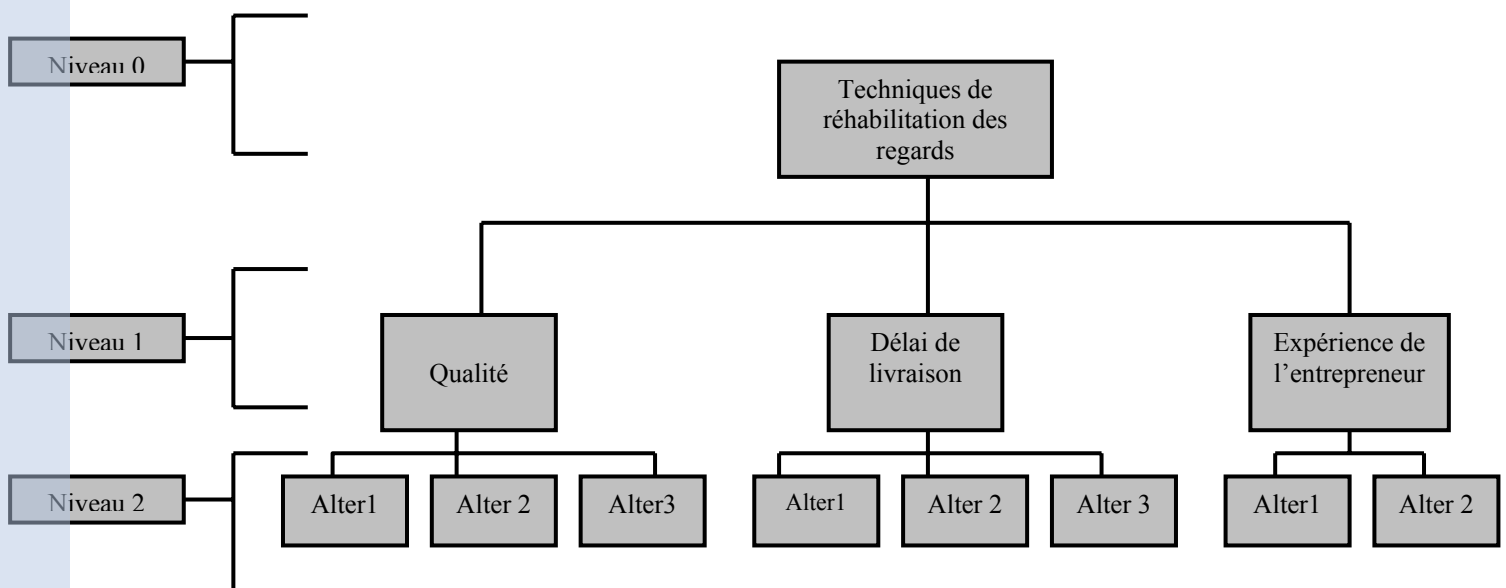 Niveau 0
Techniques de
réhabilitation des
regards
Niveau 1
Qualité
Délai de
livraison
Expérience de
l’entrepreneur
Niveau 2
Alter1
Alter 2
Alter3
Alter1
Alter 2
Alter 3
Alter1
Alter 2